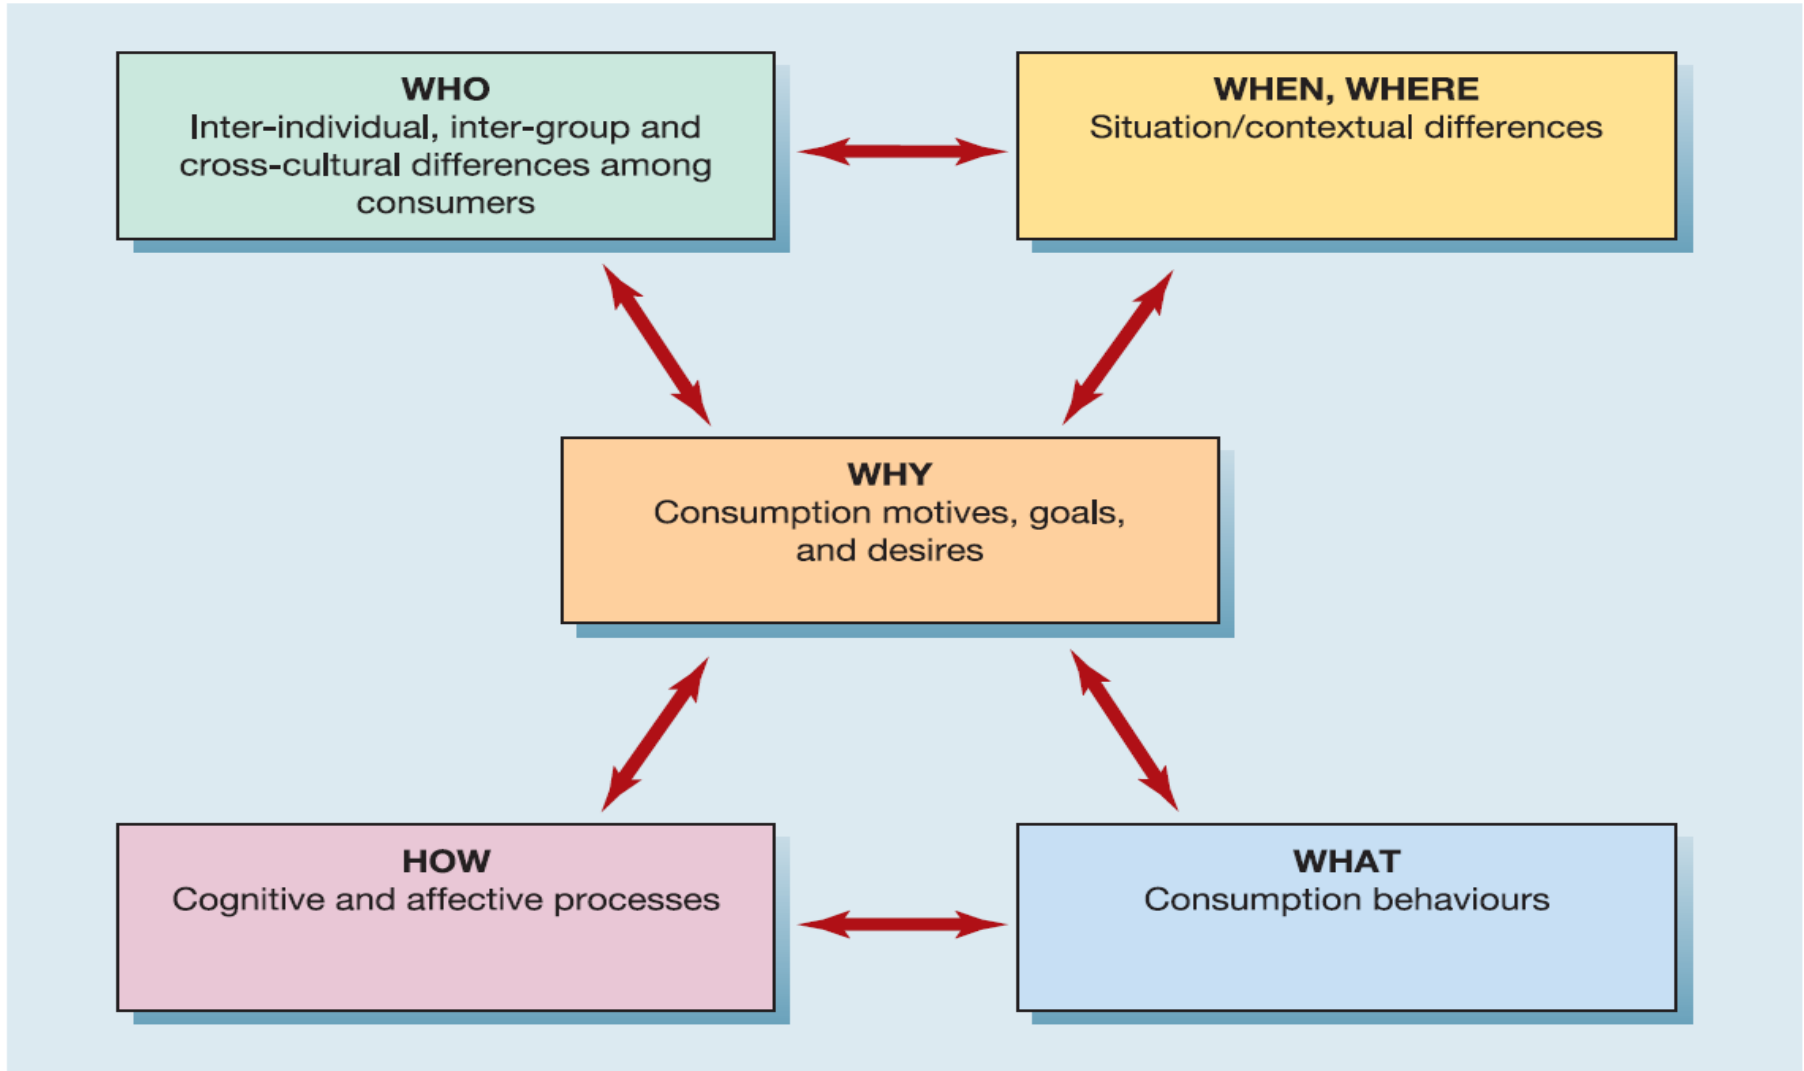 WHO
Inter-individual, inter-group and
cross-cultural differences among
consumers
WHEN, WHERE
Situation/contextual differences
WHY
Consumption motives, goals,
and desires
HOW
Cognitive and affective processes
WHAT
Consumption behaviours